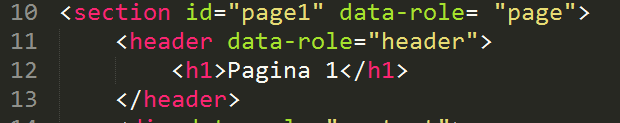 10 <section id="page1" data-role= "page">
11 <header data-role="header">
12 <h1>Pagina 1</h1>
13 </header>